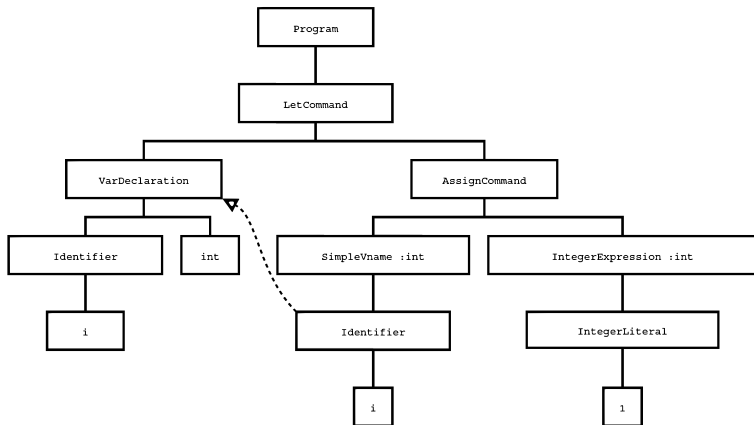 Program
LetCommand
VarDeclaration
AssignCommand
Identifier
int
SimpleVname :int
IntegerExpression :int
i
Identifier
IntegerLiteral
i
1